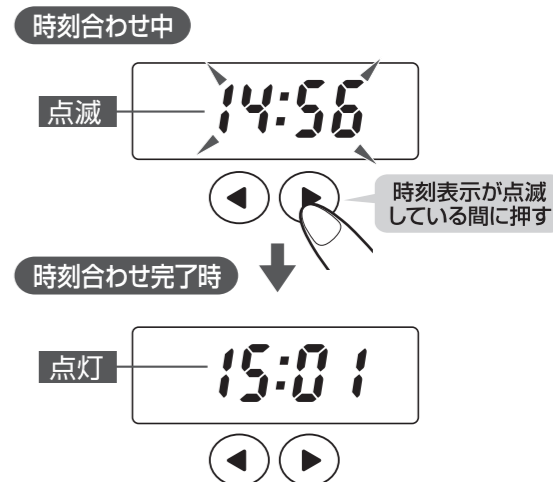 時刻合わせ中
点滅
14:56
時刻表示が点滅
している間に押す
時刻合わせ完了時
点灯
15:01